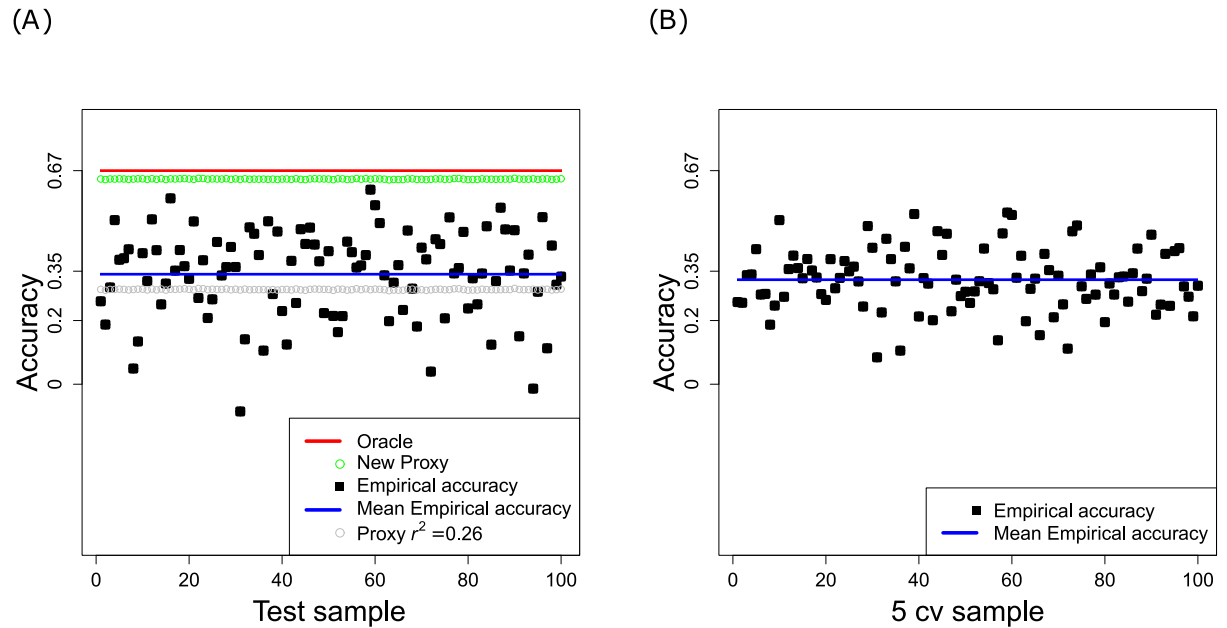 (A)
Accuracy
0.67
0.35
0.2
0
Oracle
New Proxy
Empirical accuracy
Mean Empirical accuracy
Proxy r² =0.26
0 20 40 60 80 100
Test sample
(B)
Accuracy
0.67
0.35
0.2
0
Empirical accuracy
Mean Empirical accuracy
0 20 40 60 80 100
5 cv sample